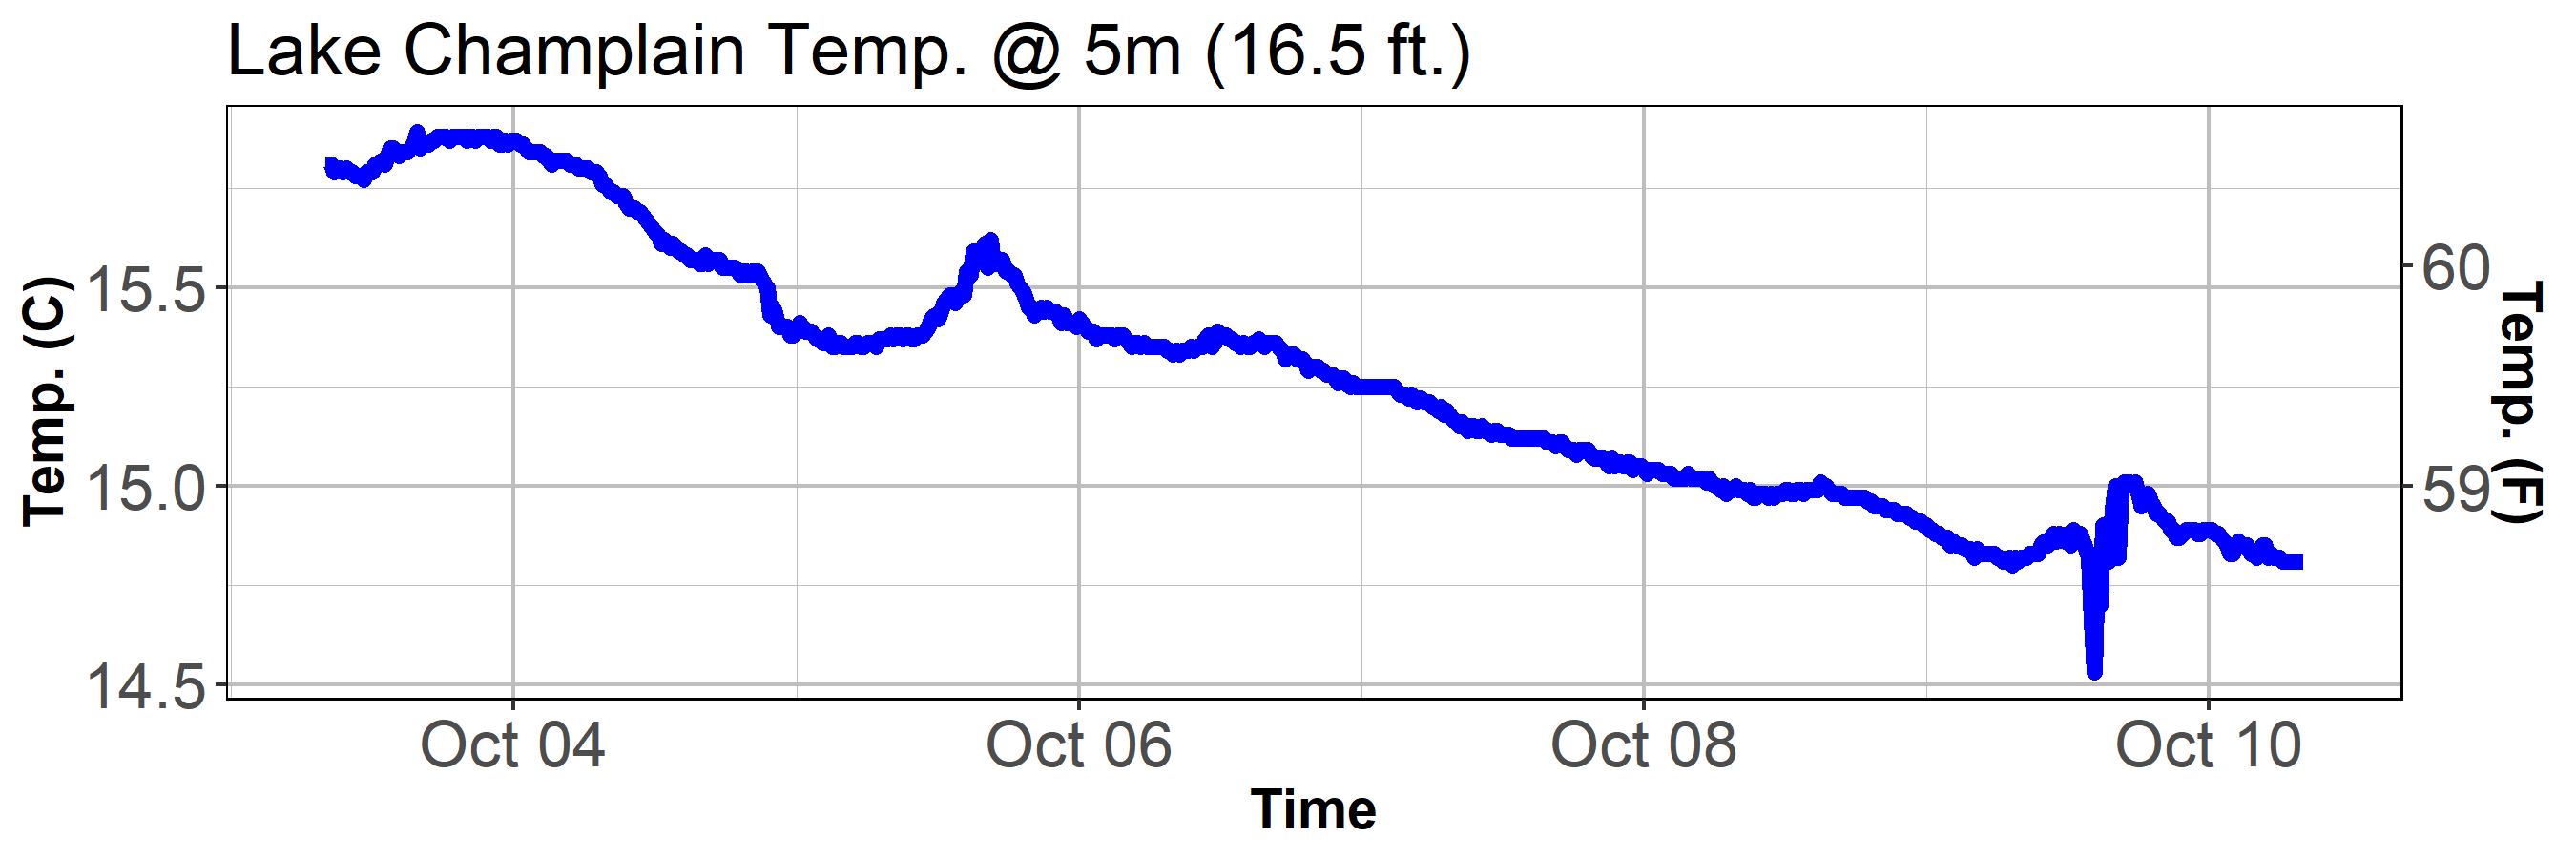 Lake Champlain Temp. @ 5m (16.5 ft.)
Temp. (C)
15.5
15.0
14.5
60
59
Temp. (F)
Oct 04 Oct 06 Oct 08 Oct 10
Time